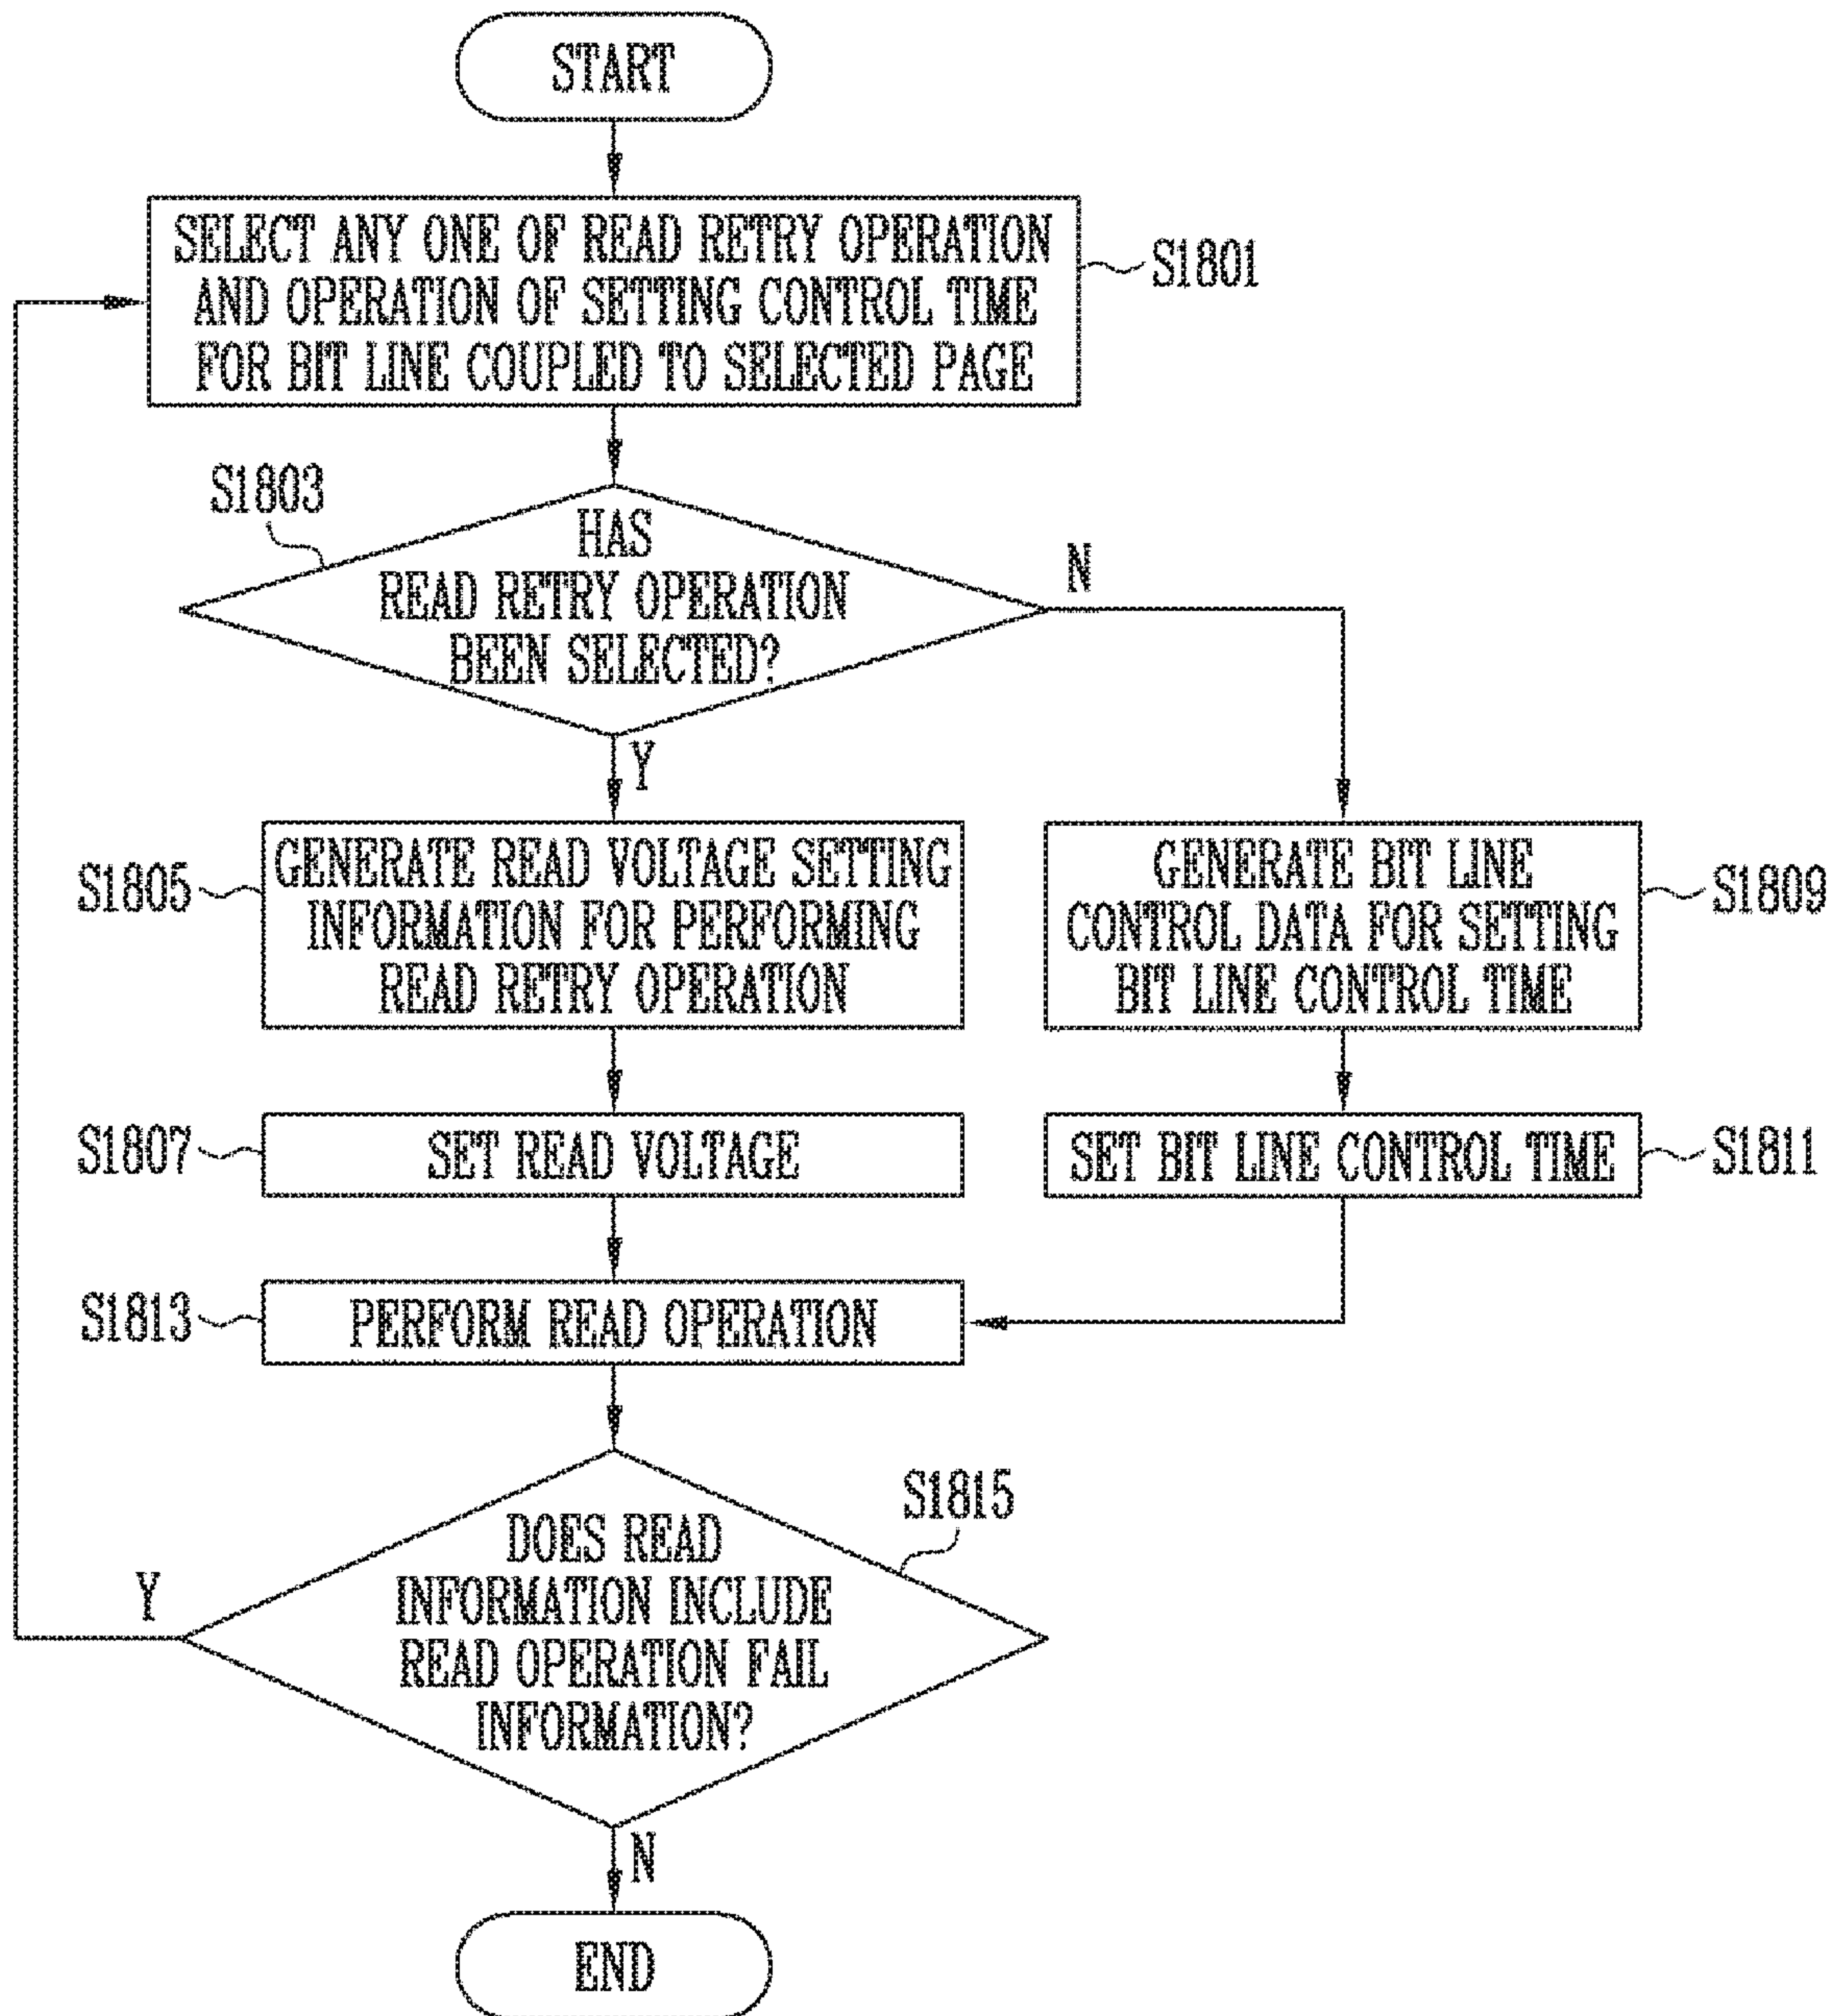 START
SELECT ANY ONE OF READ RETRY OPERATION
AND OPERATION OF SETTING CONTROL TIME
FOR BIT LINE COUPLED TO SELECTED PAGE
S1801
S1803
HAS
READ RETRY OPERATION
BEEN SELECTED?
N
Y
S1805
GENERATE READ VOLTAGE SETTING
INFORMATION FOR PERFORMING
READ RETRY OPERATION
GENERATE BIT LINE
CONTROL DATA FOR SETTING
BIT LINE CONTROL TIME
S1809
S1807
SET READ VOLTAGE
SET BIT LINE CONTROL TIME
S1811
S1813
PERFORM READ OPERATION
S1815
DOES READ
INFORMATION INCLUDE
READ OPERATION FAIL
INFORMATION?
Y
N
END